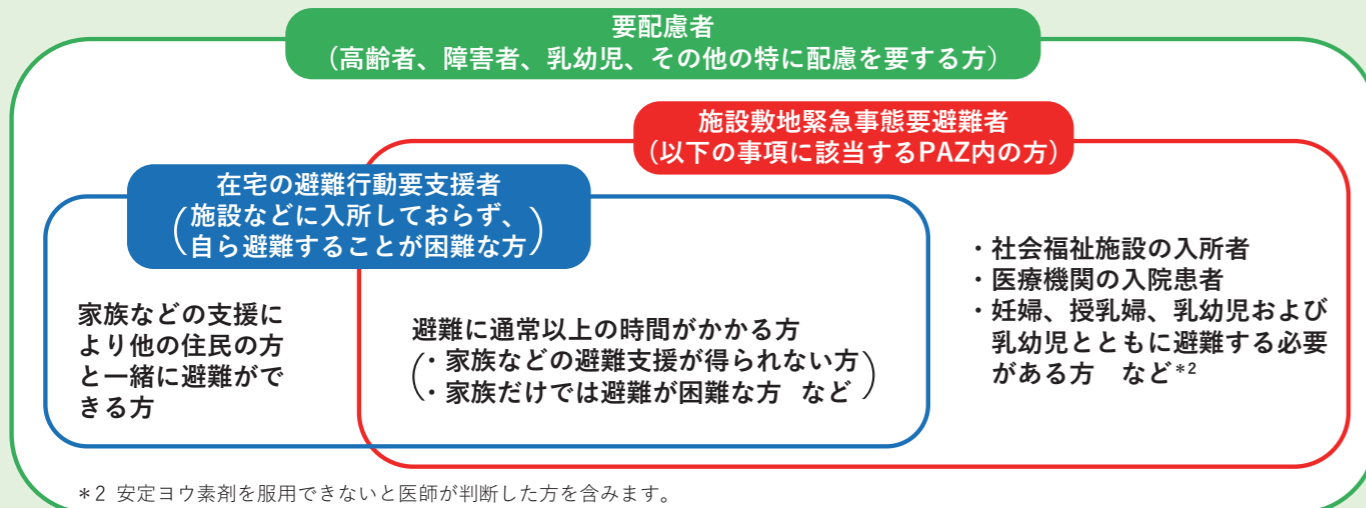 要配慮者
（高齢者、障害者、乳幼児、その他の特に配慮を要する方）
施設敷地緊急事態要避難者
（以下の事項に該当するPAZ内の方）
在宅の避難行動要支援者
（施設などに入所しておらず、
自ら避難することが困難な方）
家族などの支援に
より他の住民の方
と一緒に避難がで
きる方
避難に通常以上の時間がかかる方
（・家族などの避難支援が得られない方
・家族だけでは避難が困難な方 など）
・社会福祉施設の入所者
・医療機関の入院患者
・妊婦、授乳婦、乳幼児および
乳幼児とともに避難する必要
がある方 など*2
*2 安定ヨウ素剤を服用できないと医師が判断した方を含みます。